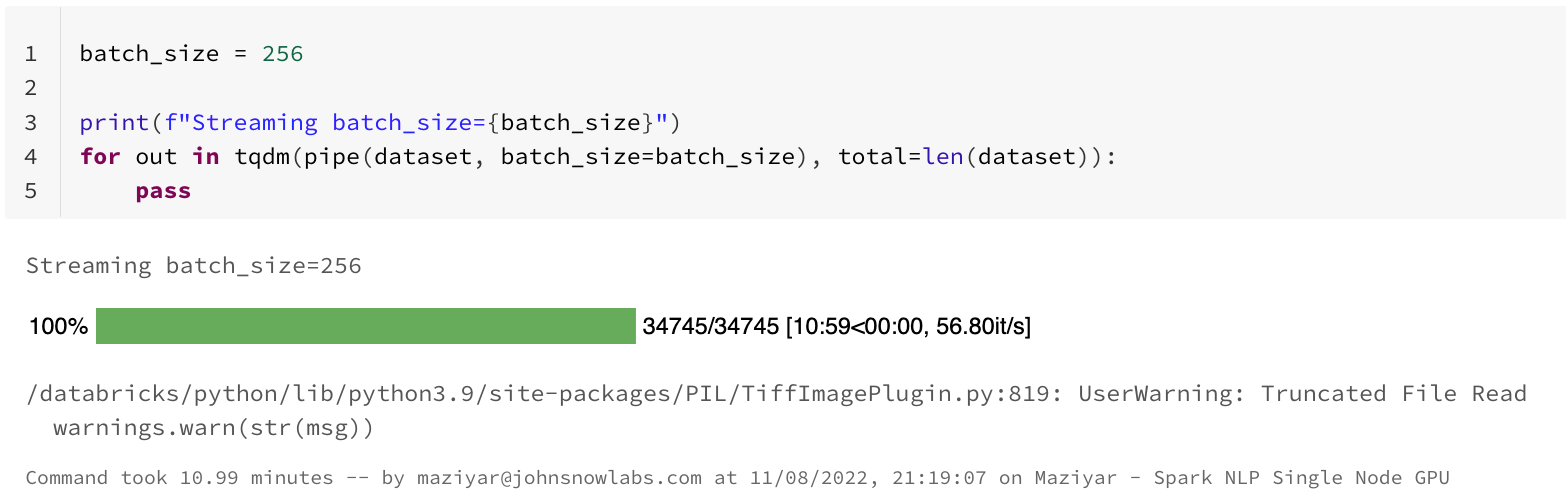 1 batch_size = 256
2
3 print(f"Streaming batch_size={batch_size}")
4 for out in tqdm(pipe(dataset, batch_size=batch_size), total=len(dataset)):
5     pass
Streaming batch_size=256
100% 34745/34745 [10:59<00:00, 56.80it/s]
/databricks/python/lib/python3.9/site-packages/PIL/TiffImagePlugin.py:819: UserWarning: Truncated File Read
  warnings.warn(str(msg))
Command took 10.99 minutes -- by maziyar@johnsnowlabs.com at 11/08/2022, 21:19:07 on Maziyar - Spark NLP Single Node GPU